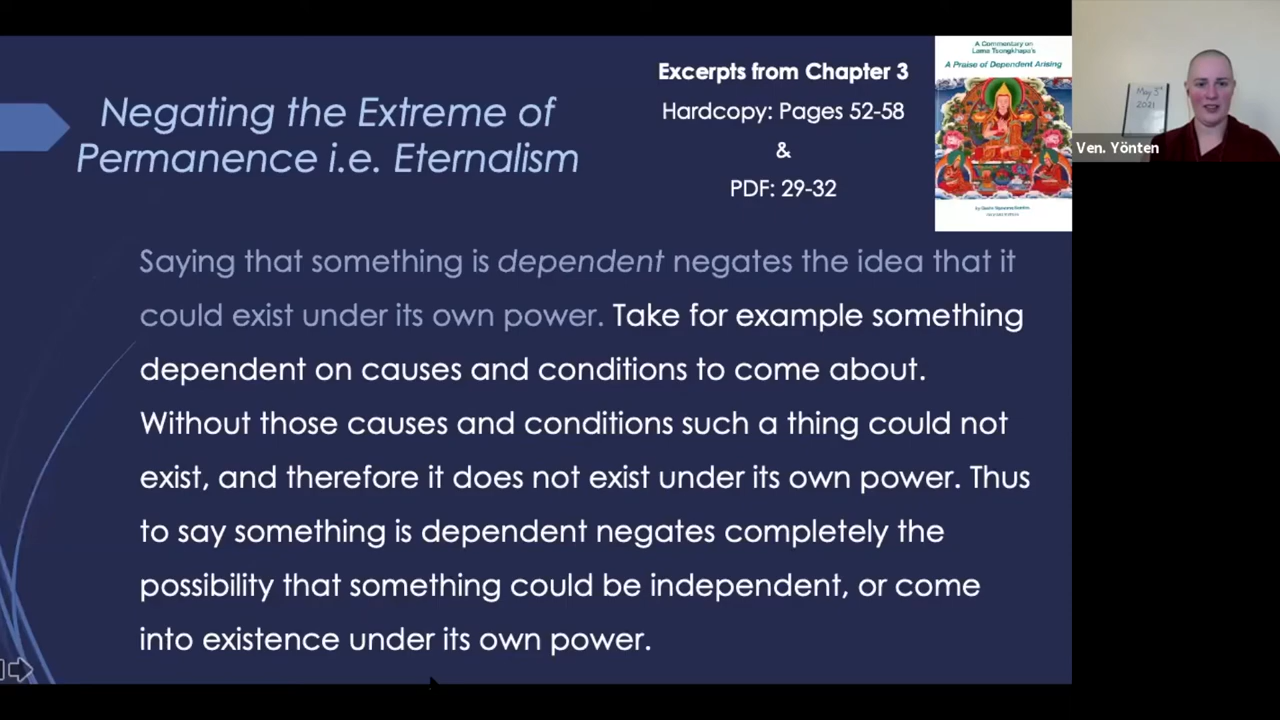 Negating the Extreme of
Permanence i.e. Eternalism
Excerpts from Chapter 3
Hardcopy: Pages 52-58
&
PDF: 29-32
A Commentary on
Lama Tsongkhapa's
A Praise of Dependent Arising
May 5
2021
Ven. Yönten
Saying that something is dependent negates the idea that it
could exist under its own power. Take for example something
dependent on causes and conditions to come about.
Without those causes and conditions such a thing could not
exist, and therefore it does not exist under its own power. Thus
to say something is dependent negates completely the
possibility that something could be independent, or come
into existence under its own power.